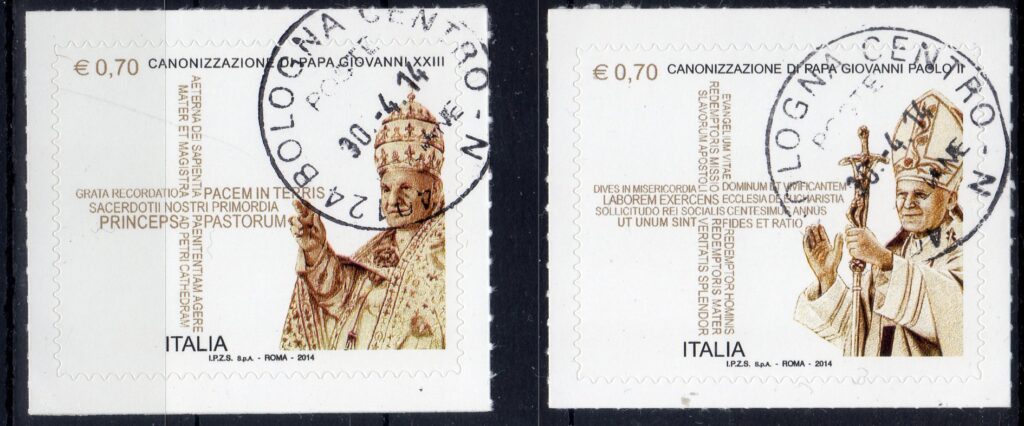 € 0,70 CANONIZZAZIONE DI PAPA GIOVANNI XXIII
AETERNA DEI SAPIENTIA
MATER ET MAGISTRA
GRATA RECORDATIO PACEM IN TERRIS
SACERDOTII NOSTRI PRIMORDIA
PRINCEPS PASTORUM
PAENITENTIAM AGERE
AD PETRI CATHEDRAM
ITALIA
I.P.Z.S. S.p.A. - ROMA - 2014
BOLOGNA CENTRO - N
POSTE
30.-4.14
€ 0,70 CANONIZZAZIONE DI PAPA GIOVANNI PAOLO II
EVANGELIUM VITAE
REDEMPTORIS MISSIO
SLAVORUM APOSTOLI
DIVES IN MISERICORDIA DOMINUM ET VIVIFICANTEM
LABOREM EXERCENS ECCLESIA DE EUCHARISTIA
SOLLICITUDO REI SOCIALIS CENTESIMUS ANNUS
UT UNUM SINT FIDES ET RATIO
REDEMPTOR HOMINIS
REDEMPTORIS MATER
VERITATIS SPLENDOR
ITALIA
I.P.Z.S. S.p.A. - ROMA - 2014
OLOGNA CENTRO - N
POSTE